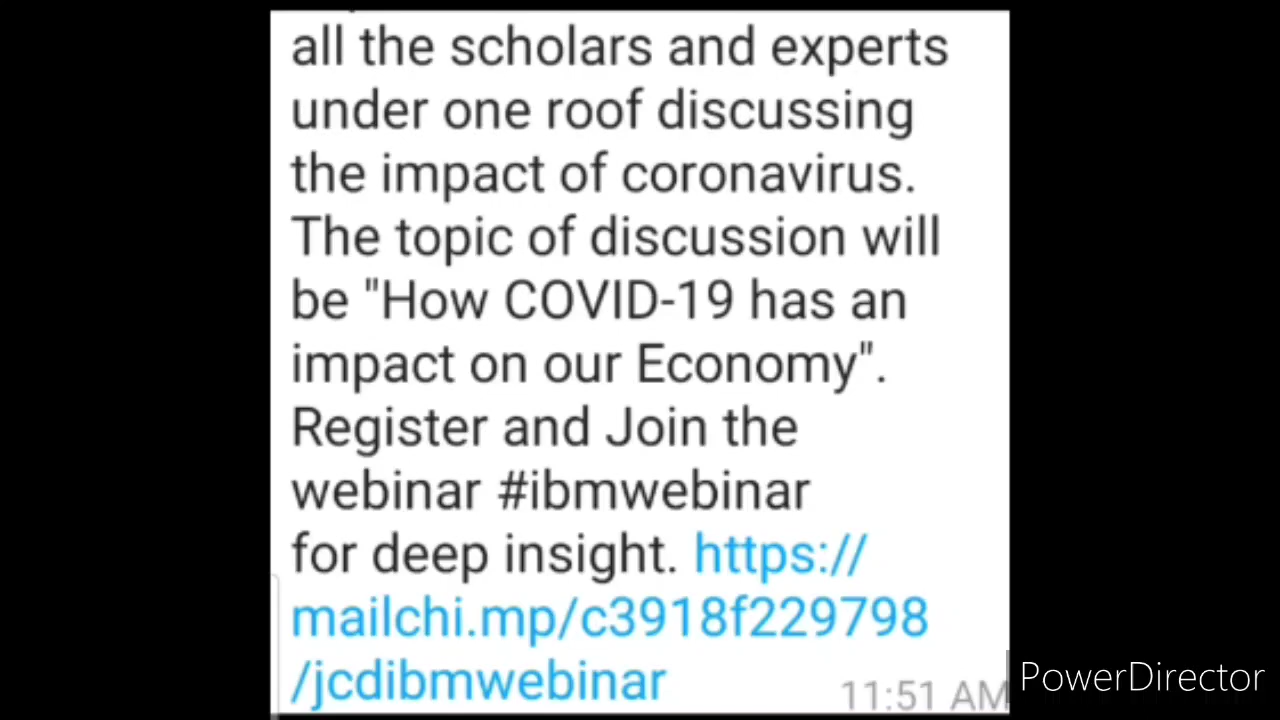 all the scholars and experts
under one roof discussing
the impact of coronavirus.
The topic of discussion will
be "How COVID-19 has an
impact on our Economy".
Register and Join the
webinar #ibmwebinar
for deep insight. https://
mailchi.mp/c3918f229798
/jcdibmwebinar
11:51 AM
PowerDirector